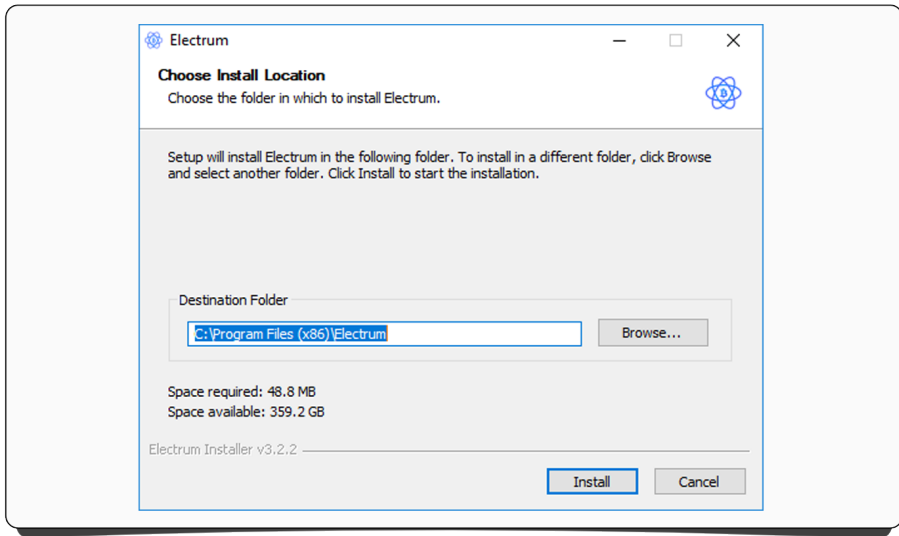 Electrum
Choose Install Location
Choose the folder in which to install Electrum.
Setup will install Electrum in the following folder. To install in a different folder, click Browse
and select another folder. Click Install to start the installation.
Destination Folder
C:\Program Files (x86)\Electrum
Browse...
Space required: 48.8 MB
Space available: 359.2 GB
Electrum Installer v3.2.2
Install
Cancel